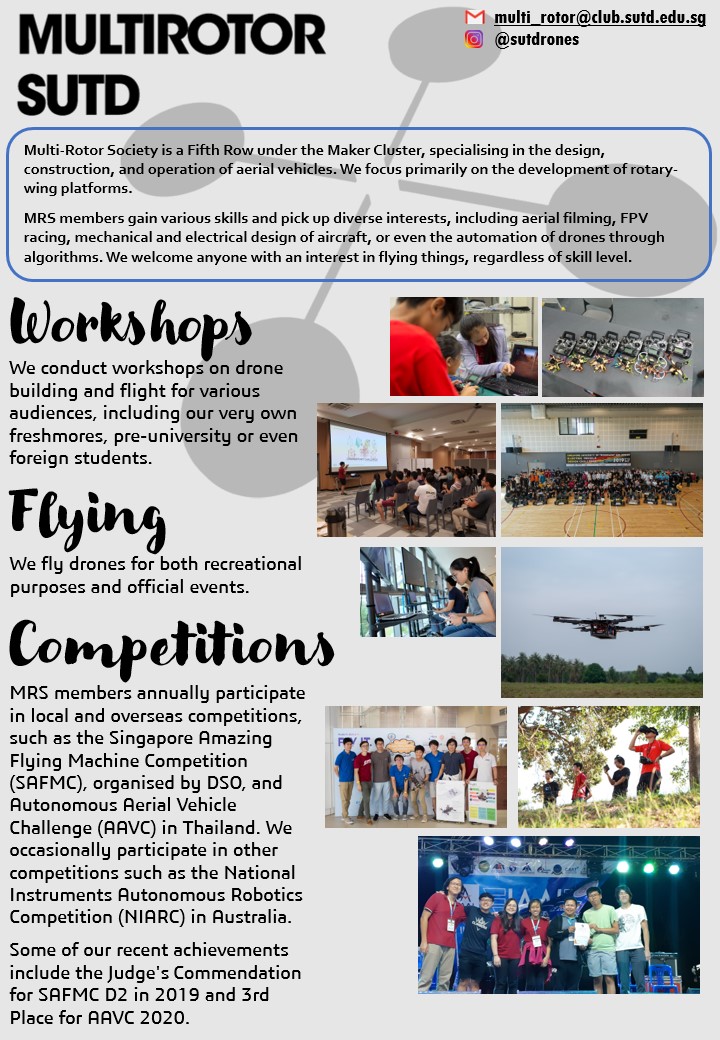 MULTIROTOR
SUTD
multi_rotor@club.sutd.edu.sg
@sutdrones
Multi-Rotor Society is a Fifth Row under the Maker Cluster, specialising in the design,
construction, and operation of aerial vehicles. We focus primarily on the development of rotary-
wing platforms.
MRS members gain various skills and pick up diverse interests, including aerial filming, FPV
racing, mechanical and electrical design of aircraft, or even the automation of drones through
algorithms. We welcome anyone with an interest in flying things, regardless of skill level.
Workshops
We conduct workshops on drone
building and flight for various
audiences, including our very own
freshmores, pre-university or even
foreign students.
Flying
We fly drones for both recreational
purposes and official events.
Competitions
MRS members annually participate
in local and overseas competitions,
such as the Singapore Amazing
Flying Machine Competition
(SAFMC), organised by DSO, and
Autonomous Aerial Vehicle
Challenge (AAVC) in Thailand. We
occasionally participate in other
competitions such as the National
Instruments Autonomous Robotics
Competition (NIARC) in Australia.
Some of our recent achievements
include the Judge's Commendation
for SAFMC D2 in 2019 and 3rd
Place for AAVC 2020.